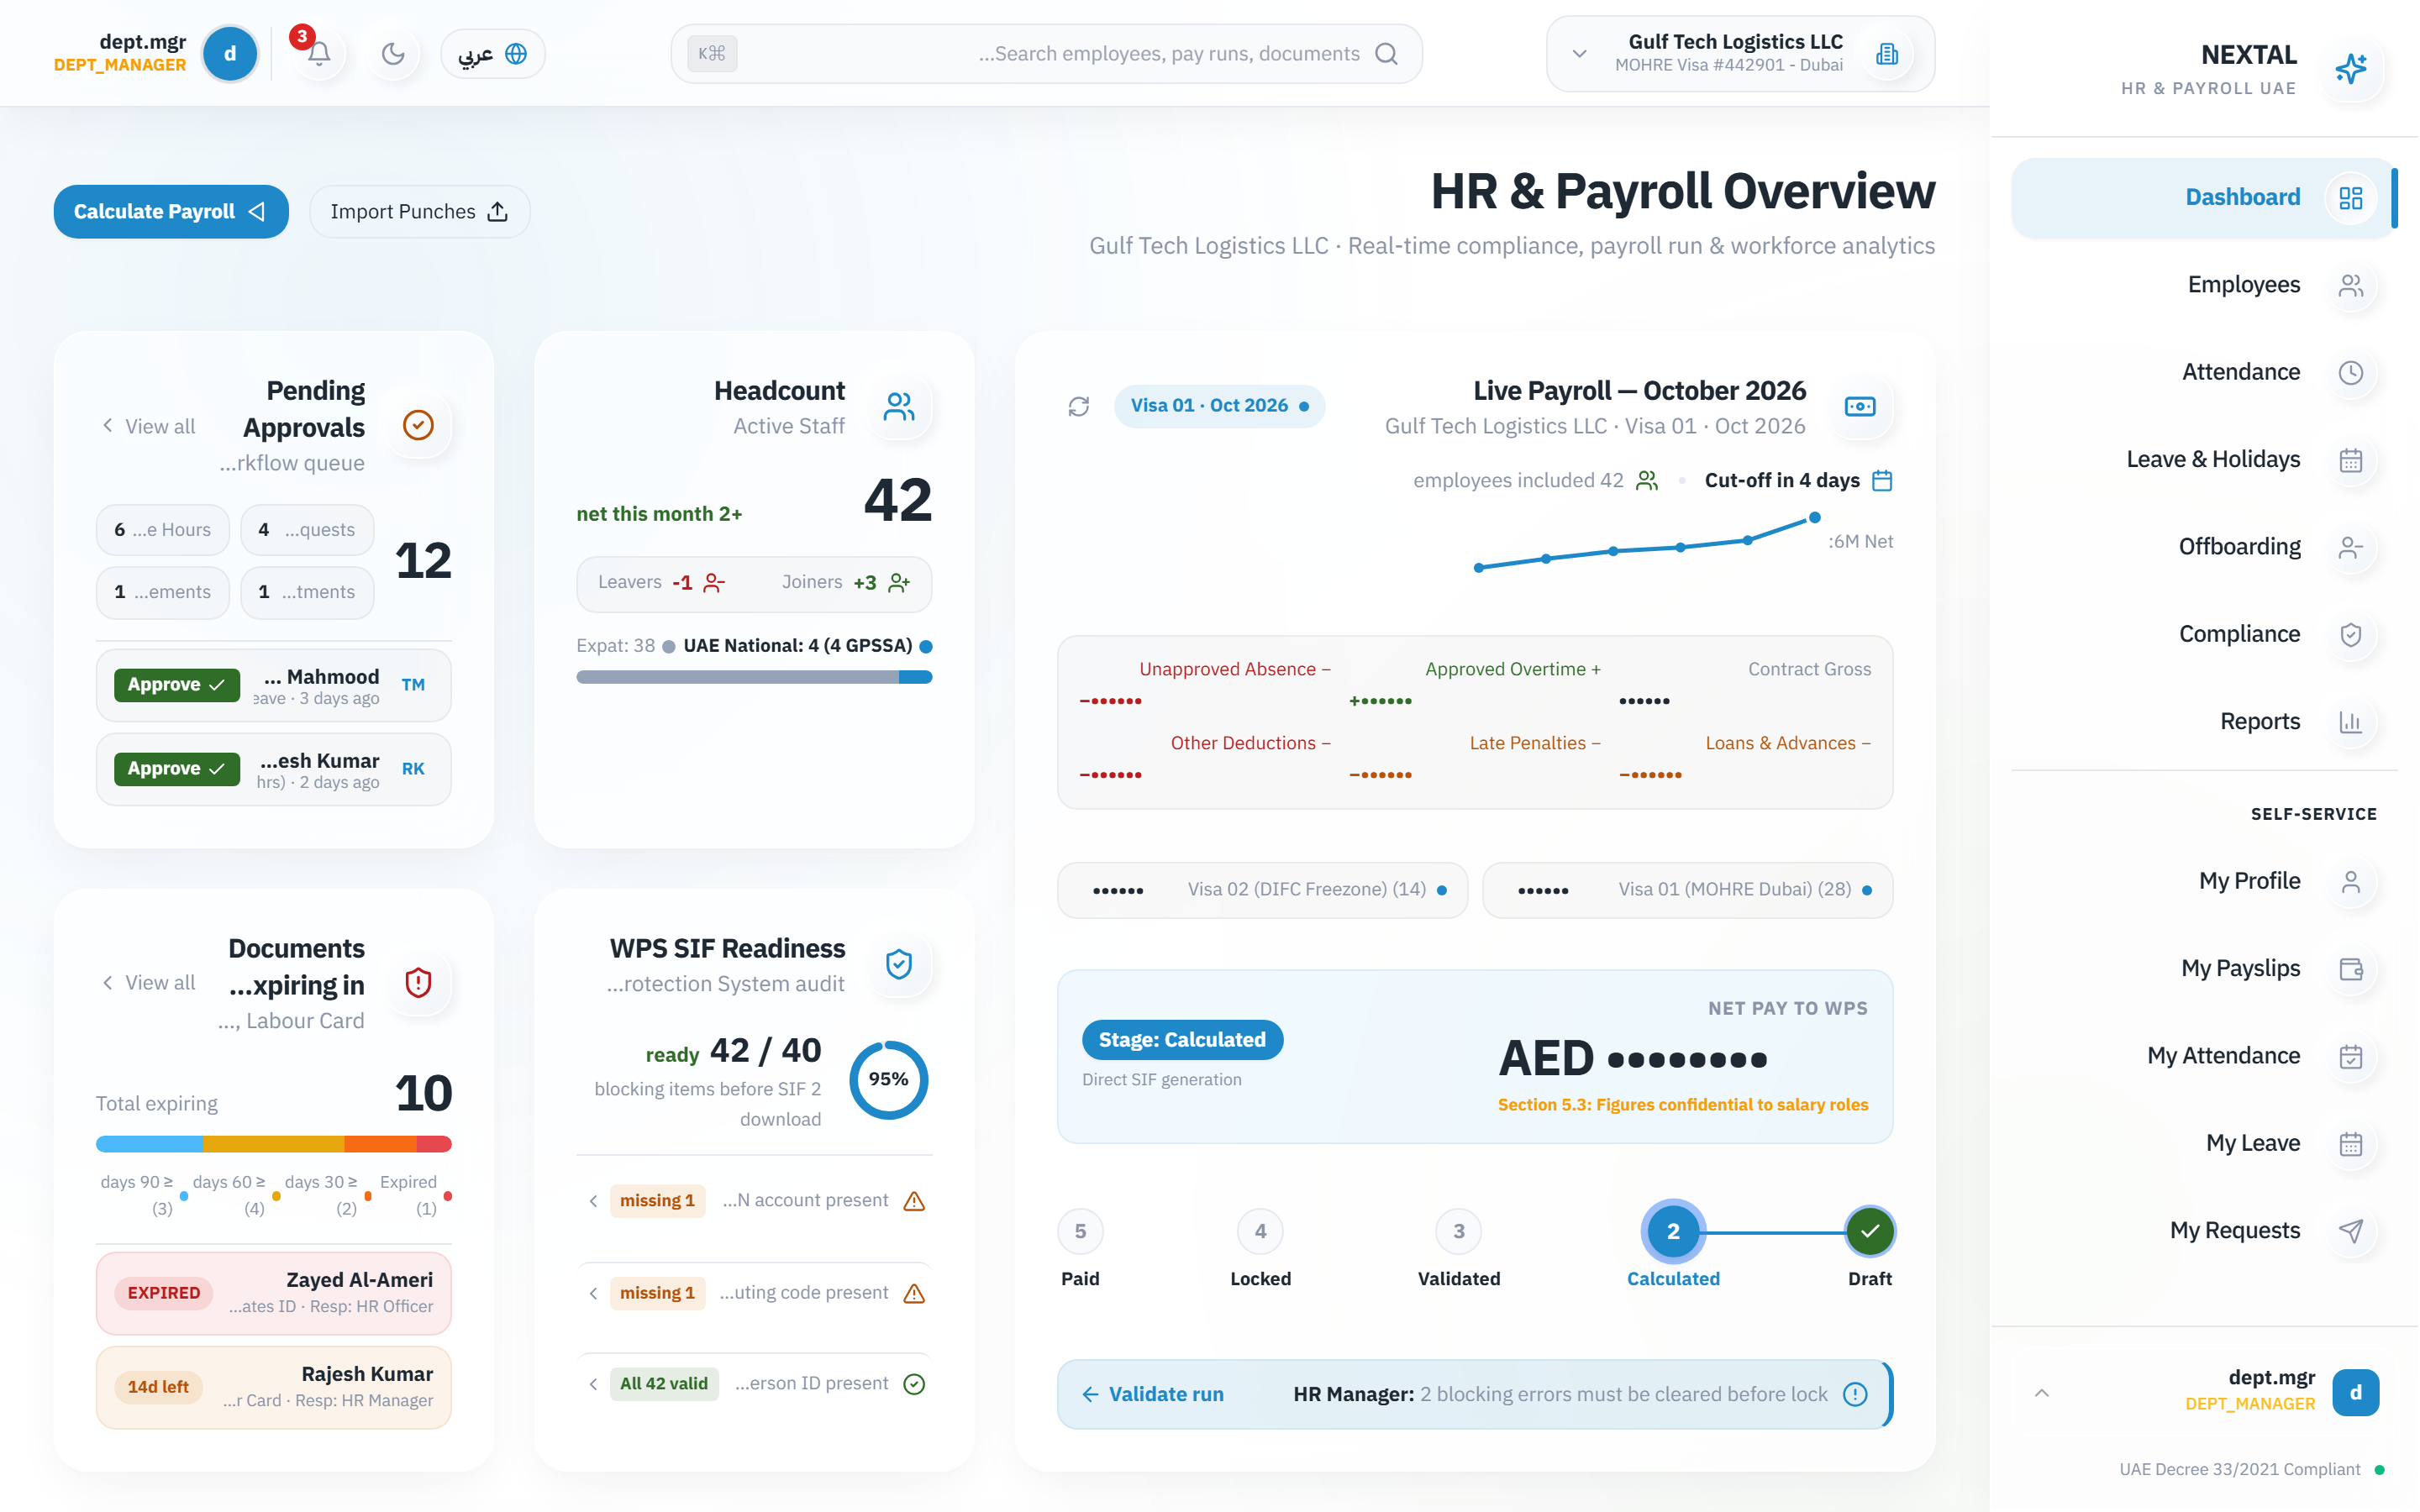 NEXTAL
HR & PAYROLL UAE
Dashboard
Employees
Attendance
Leave & Holidays
Offboarding
Compliance
Reports
SELF-SERVICE
My Profile
My Payslips
My Attendance
My Leave
My Requests
dept.mgr
DEPT_MANAGER
d
UAE Decree 33/2021 Compliant
Gulf Tech Logistics LLC
MOHRE Visa #442901 - Dubai
...Search employees, pay runs, documents
K⌘
عربي
3
d
dept.mgr
DEPT_MANAGER
HR & Payroll Overview
Gulf Tech Logistics LLC · Real-time compliance, payroll run & workforce analytics
Import Punches
Calculate Payroll
Live Payroll — October 2026
Gulf Tech Logistics LLC · Visa 01 · Oct 2026
Visa 01 · Oct 2026
Cut-off in 4 days
employees included 42
:6M Net
Contract Gross
••••••
Approved Overtime +
+••••••
Unapproved Absence −
−••••••
Loans & Advances −
−••••••
Late Penalties −
−••••••
Other Deductions −
−••••••
Visa 01 (MOHRE Dubai) (28)
••••••
Visa 02 (DIFC Freezone) (14)
••••••
NET PAY TO WPS
AED ••••••••
Section 5.3: Figures confidential to salary roles
Stage: Calculated
Direct SIF generation
Draft
2
Calculated
3
Validated
4
Locked
5
Paid
HR Manager: 2 blocking errors must be cleared before lock
Validate run
Headcount
Active Staff
42
net this month 2+
Joiners +3
Leavers -1
UAE National: 4 (4 GPSSA)
Expat: 38
Pending
Approvals
...rkflow queue
View all
12
4 ...quests
6 ...e Hours
1 ...tments
1 ...ements
TM
... Mahmood
eave · 3 days ago
Approve
RK
...esh Kumar
hrs) · 2 days ago
Approve
WPS SIF Readiness
...rotection System audit
95%
ready 42 / 40
blocking items before SIF 2
download
...N account present
missing 1
...uting code present
missing 1
...erson ID present
All 42 valid
Documents
...xpiring in
..., Labour Card
View all
10
Total expiring
Expired
(1)
days 30 ≥
(2)
days 60 ≥
(4)
days 90 ≥
(3)
Zayed Al-Ameri
...ates ID · Resp: HR Officer
EXPIRED
Rajesh Kumar
...r Card · Resp: HR Manager
14d left